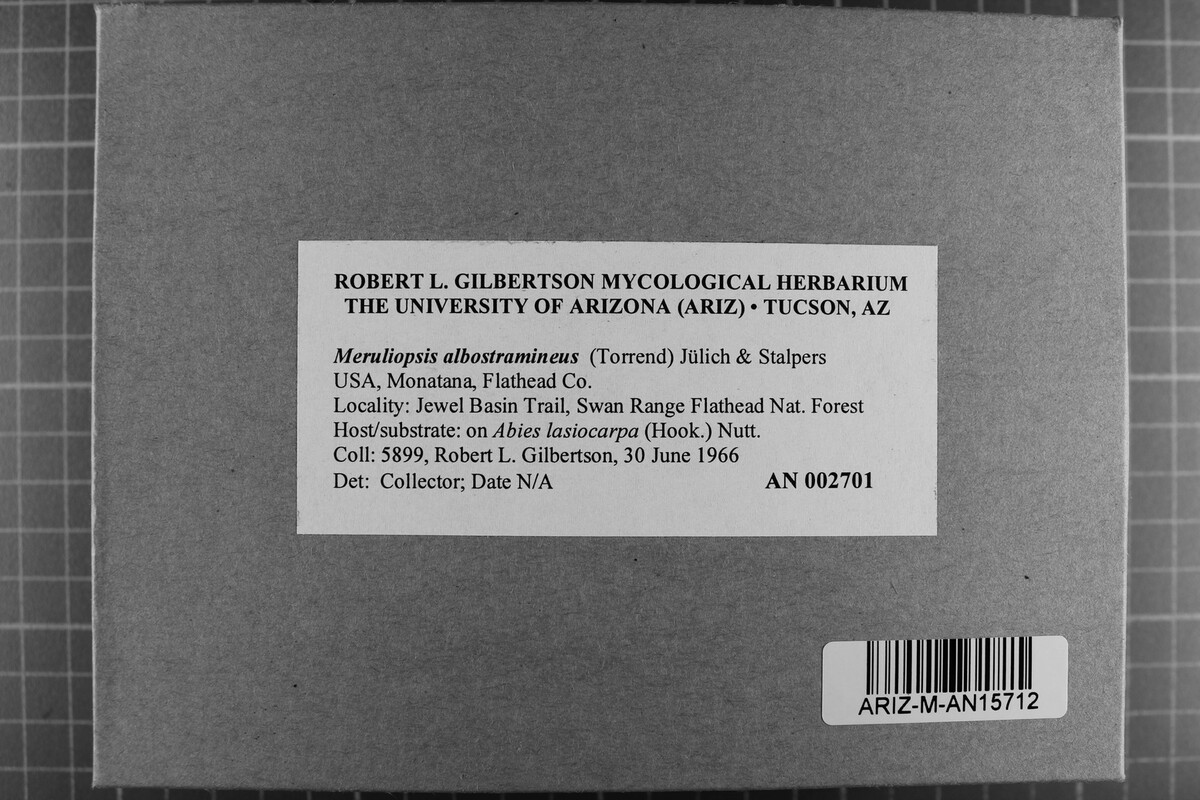 ROBERT L. GILBERTSON MYCOLOGICAL HERBARIUM
THE UNIVERSITY OF ARIZONA (ARIZ) • TUCSON, AZ
Meruliopsis albostramineus (Torrend) Jülich & Stalpers
USA, Monatana, Flathead Co.
Locality: Jewel Basin Trail, Swan Range Flathead Nat. Forest
Host/substrate: on Abies lasiocarpa (Hook.) Nutt.
Coll: 5899, Robert L. Gilbertson, 30 June 1966
Det: Collector; Date N/A AN 002701
ARIZ-M-AN15712